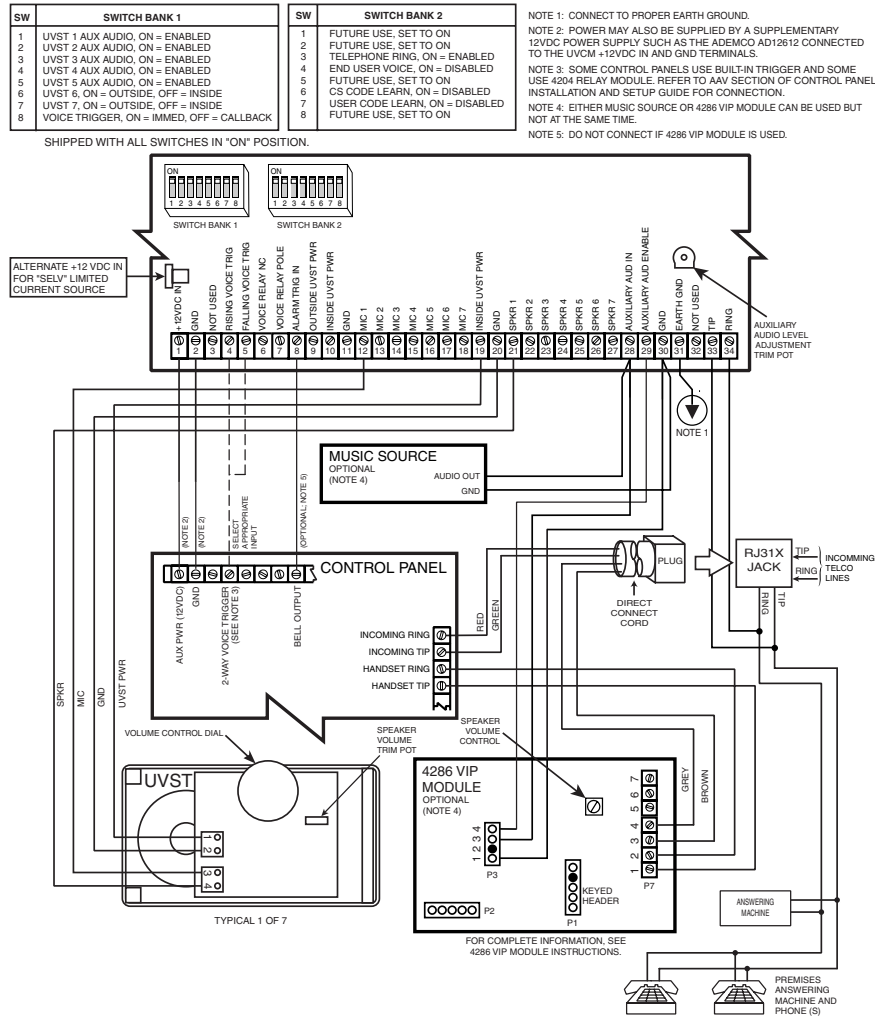 SW SWITCH BANK 1
1 UVST 1 AUX AUDIO, ON = ENABLED
2 UVST 2 AUX AUDIO, ON = ENABLED
3 UVST 3 AUX AUDIO, ON = ENABLED
4 UVST 4 AUX AUDIO, ON = ENABLED
5 UVST 5 AUX AUDIO, ON = ENABLED
6 UVST 6, ON = OUTSIDE, OFF = INSIDE
7 UVST 7, ON = OUTSIDE, OFF = INSIDE
8 VOICE TRIGGER, ON = IMMED, OFF = CALLBACK
SW SWITCH BANK 2
1 FUTURE USE, SET TO ON
2 FUTURE USE, SET TO ON
3 TELEPHONE RING, ON = ENABLED
4 END USER VOICE, ON = DISABLED
5 FUTURE USE, SET TO ON
6 CS CODE LEARN, ON = DISABLED
7 USER CODE LEARN, ON = DISABLED
8 FUTURE USE, SET TO ON
NOTE 1: CONNECT TO PROPER EARTH GROUND.
NOTE 2: POWER MAY ALSO BE SUPPLIED BY A SUPPLEMENTARY
12VDC POWER SUPPLY SUCH AS THE ADEMCO AD12612 CONNECTED
TO THE UVCM +12VDC IN AND GND TERMINALS.
NOTE 3: SOME CONTROL PANELS USE BUILT-IN TRIGGER AND SOME
USE 4204 RELAY MODULE. REFER TO AAV SECTION OF CONTROL PANEL
INSTALLATION AND SETUP GUIDE FOR CONNECTION.
NOTE 4: EITHER MUSIC SOURCE OR 4286 VIP MODULE CAN BE USED BUT
NOT AT THE SAME TIME.
NOTE 5: DO NOT CONNECT IF 4286 VIP MODULE IS USED.
SHIPPED WITH ALL SWITCHES IN "ON" POSITION.
ON
1 2 3 4 5 6 7 8
SWITCH BANK 1
ON
1 2 3 4 5 6 7 8
SWITCH BANK 2
ALTERNATE +12 VDC IN
FOR "SELV" LIMITED
CURRENT SOURCE
+12VDC IN
GND
NOT USED
RISING VOICE TRIG
FALLING VOICE TRIG
VOICE RELAY NC
VOICE RELAY POLE
ALARM TRIG IN
OUTSIDE UVST PWR
INSIDE UVST PWR
GND
MIC 1
MIC 2
MIC 3
MIC 4
MIC 5
MIC 6
MIC 7
INSIDE UVST PWR
GND
SPKR 1
SPKR 2
SPKR 3
SPKR 4
SPKR 5
SPKR 6
SPKR 7
AUXILIARY AUD IN
AUXILIARY AUD ENABLE
GND
EARTH GND
NOT USED
TIP
RING
1 2 3 4 5 6 7 8 9 10 11 12 13 14 15 16 17 18 19 20 21 22 23 24 25 26 27 28 29 30 31 32 33 34
AUXILIARY
AUDIO LEVEL
ADJUSTMENT
TRIM POT
NOTE 1
MUSIC SOURCE
OPTIONAL
(NOTE 4)
AUDIO OUT
GND
(NOTE 2)
(NOTE 2)
SELECT
APPROPRIATE
INPUT
(OPTIONAL; NOTE 5)
CONTROL PANEL
AUX PWR (12VDC)
GND
2-WAY VOICE TRIGGER
(SEE NOTE 3)
BELL OUTPUT
INCOMING RING
INCOMING TIP
HANDSET RING
HANDSET TIP
RED
GREEN
PLUG
DIRECT
CONNECT
CORD
RJ31X
JACK
TIP
RING
INCOMMING
TELCO
LINES
RING
TIP
SPKR
MIC
GND
UVST PWR
VOLUME CONTROL DIAL
SPEAKER
VOLUME
TRIM POT
SPEAKER
VOLUME
CONTROL
UVST
1
2
3
4
TYPICAL 1 OF 7
4286 VIP
MODULE
OPTIONAL
(NOTE 4)
1 2 3 4
P3
P2
KEYED
HEADER
P1
1 2 3 4 5 6 7
P7
GREY
BROWN
FOR COMPLETE INFORMATION, SEE
4286 VIP MODULE INSTRUCTIONS.
ANSWERING
MACHINE
PREMISES
ANSWERING
MACHINE AND
PHONE (S)